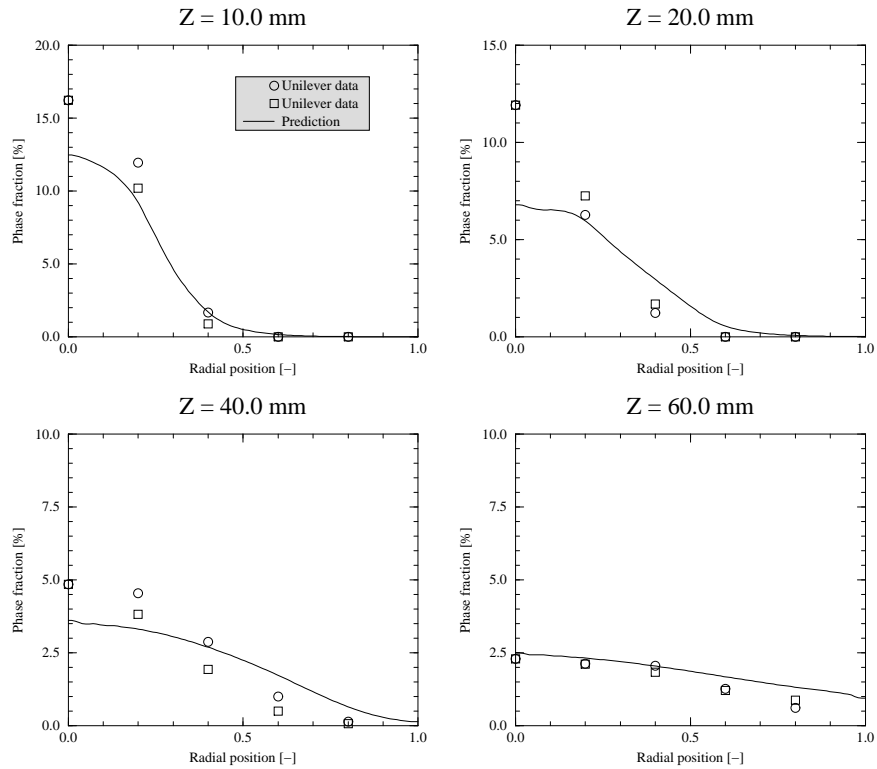 Z = 10.0 mm
20.0
15.0
10.0
5.0
0.0
Phase fraction [%]
Unilever data
Unilever data
Prediction
0.0 0.5 1.0
Radial position [−]
Z = 20.0 mm
15.0
10.0
5.0
0.0
Phase fraction [%]
0.0 0.5 1.0
Radial position [−]
Z = 40.0 mm
10.0
7.5
5.0
2.5
0.0
Phase fraction [%]
0.0 0.5 1.0
Radial position [−]
Z = 60.0 mm
10.0
7.5
5.0
2.5
0.0
Phase fraction [%]
0.0 0.5 1.0
Radial position [−]